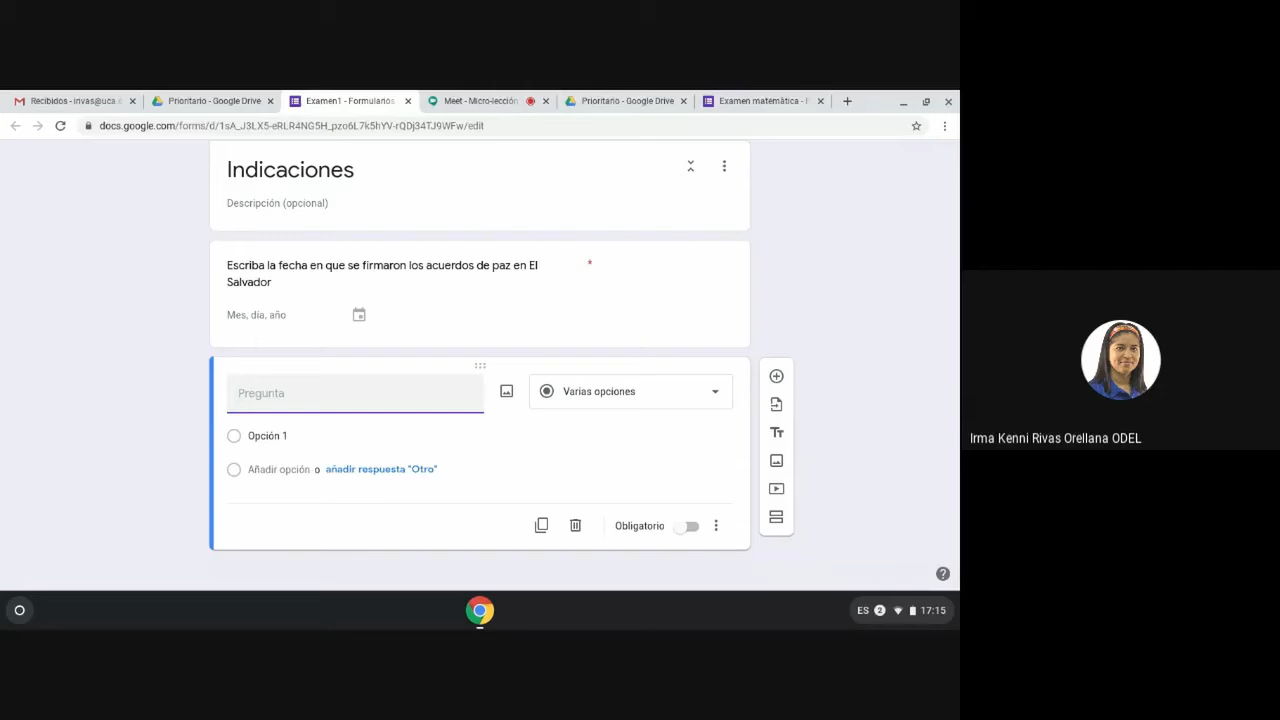 Recibidos - irivas@uca.e
Prioritario - Google Drive
Examen1 - Formularios
Meet - Micro-lección
Prioritario - Google Drive
Examen matemática - F
docs.google.com/forms/d/1sA_J3LX5-eRLR4NG5H_pzo6L7k5hYV-rQDj34TJ9WFw/edit
Indicaciones
Descripción (opcional)
Escriba la fecha en que se firmaron los acuerdos de paz en El
Salvador
*
Mes, día, año
Pregunta
Varias opciones
Opción 1
Añadir opción o añadir respuesta "Otro"
Obligatorio
Irma Kenni Rivas Orellana ODEL
ES 2 17:15